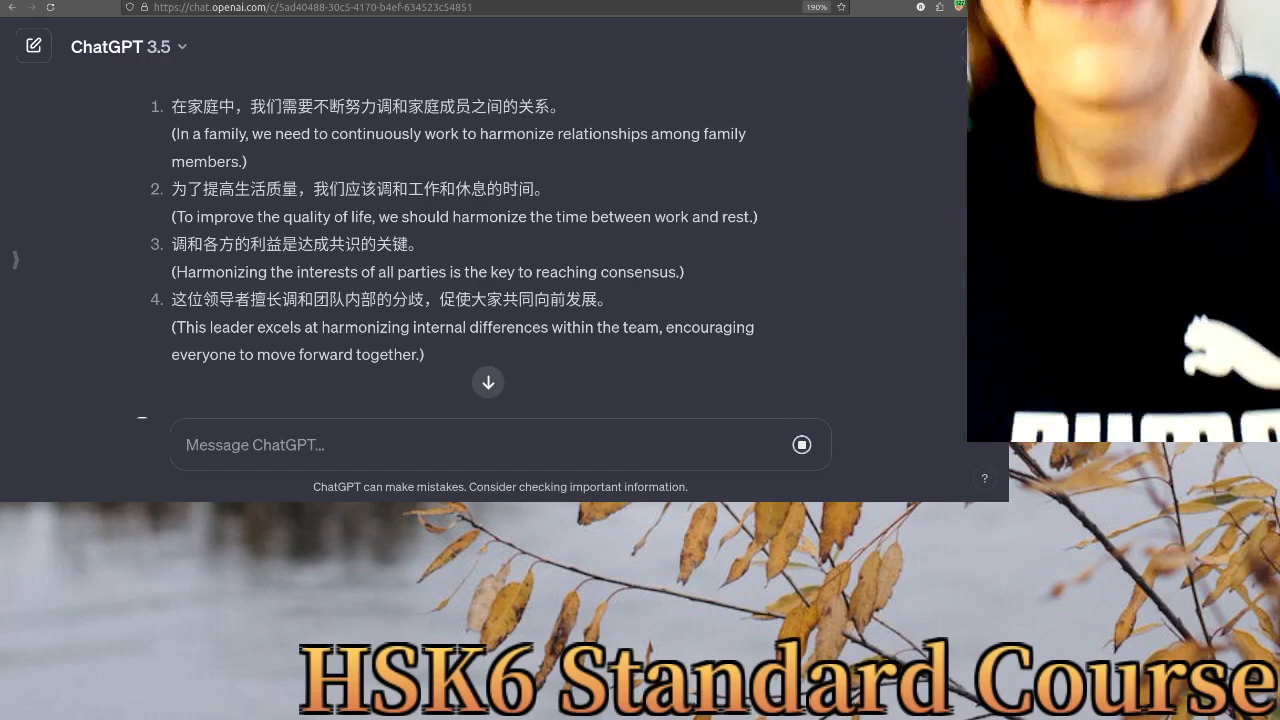 https://chat.openai.com/c/5ad40488-30c5-4170-b4ef-634523c54851
190%
ChatGPT 3.5
1. 在家庭中，我们需要不断努力调和家庭成员之间的关系。
(In a family, we need to continuously work to harmonize relationships among family
members.)
2. 为了提高生活质量，我们应该调和工作和休息的时间。
(To improve the quality of life, we should harmonize the time between work and rest.)
3. 调和各方的利益是达成共识的关键。
(Harmonizing the interests of all parties is the key to reaching consensus.)
4. 这位领导者擅长调和团队内部的分歧，促使大家共同向前发展。
(This leader excels at harmonizing internal differences within the team, encouraging
everyone to move forward together.)
Message ChatGPT...
ChatGPT can make mistakes. Consider checking important information.
?
HSK6 Standard Course